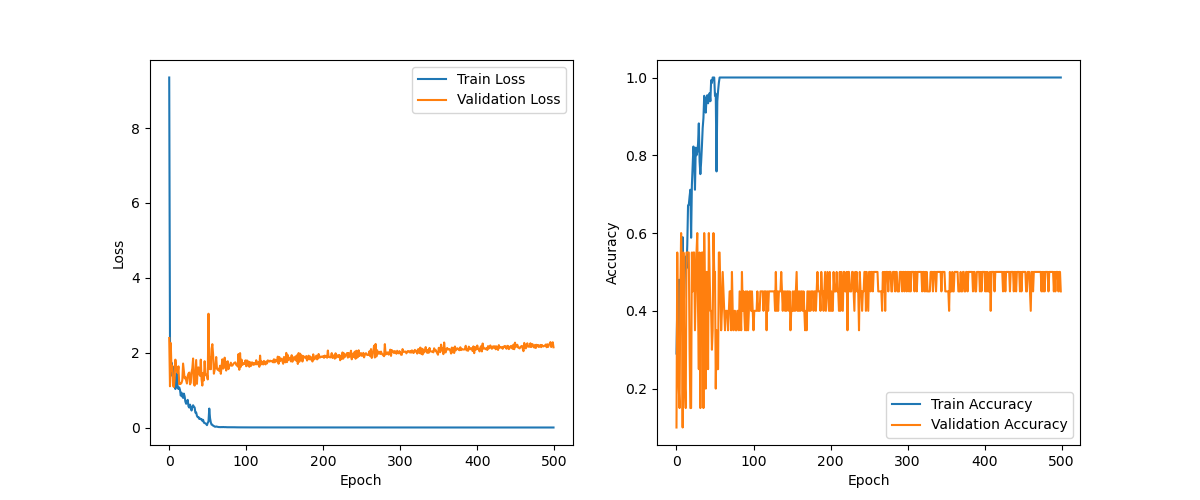 Train Loss
Validation Loss
8
6
4
2
0
Loss
0 100 200 300 400 500
Epoch
1.0
0.8
0.6
0.4
0.2
Accuracy
Train Accuracy
Validation Accuracy
0 100 200 300 400 500
Epoch